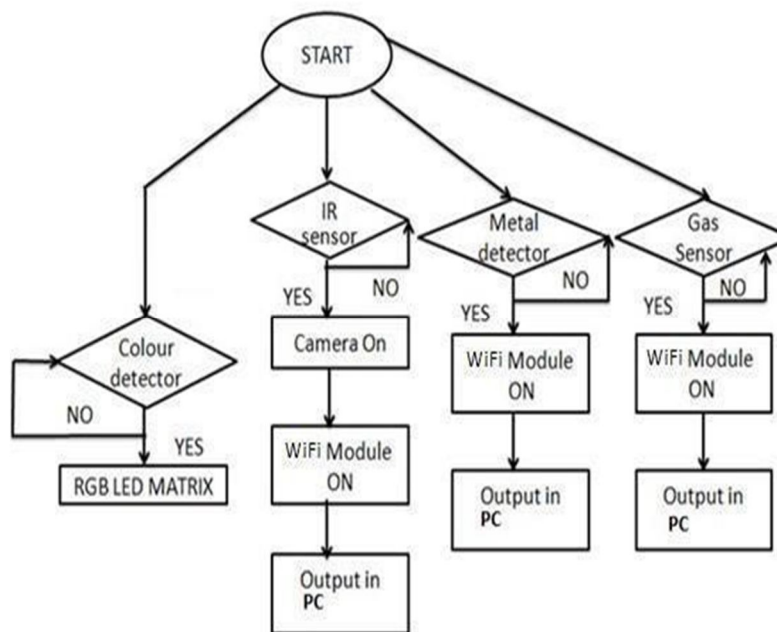 START
IR
sensor
Metal
detector
Gas
Sensor
NO
YES
NO
YES
NO
YES
Colour
detector
Camera On
WiFi Module
ON
WiFi Module
ON
NO
YES
RGB LED MATRIX
WiFi Module
ON
Output in
PC
Output in
PC
Output in
PC